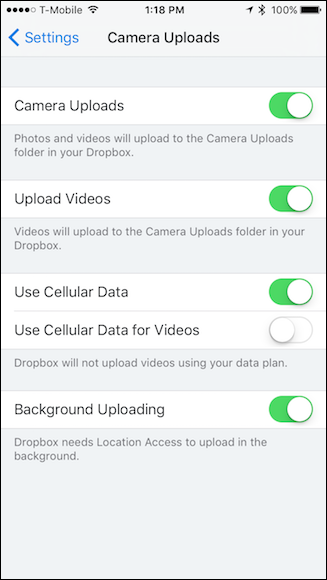 T-Mobile 1:18 PM 100%
Settings Camera Uploads
Camera Uploads
Photos and videos will upload to the Camera Uploads
folder in your Dropbox.
Upload Videos
Videos will upload to the Camera Uploads folder in your
Dropbox.
Use Cellular Data
Use Cellular Data for Videos
Dropbox will not upload videos using your data plan.
Background Uploading
Dropbox needs Location Access to upload in the
background.